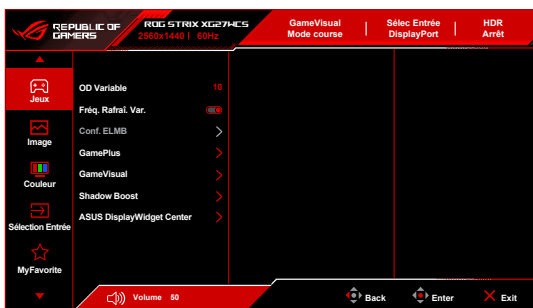 REPUBLIC OF
GAMERS
ROG STRIX XG27WCS
2560x1440 | 60Hz
GameVisual
Mode course
Sélec Entrée
DisplayPort
HDR
Arrêt
Jeux
Image
Couleur
Sélection Entrée
MyFavorite
OD Variable 10
Fréq. Rafraî. Var.
Conf. ELMB
GamePlus
GameVisual
Shadow Boost
ASUS DisplayWidget Center
Volume 50
Back
Enter
Exit